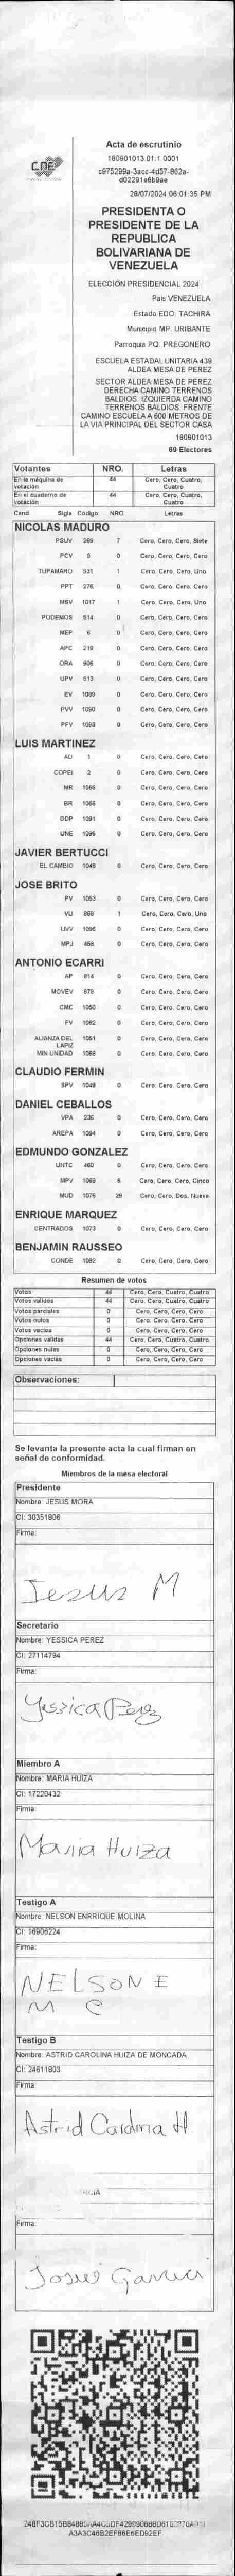 CNE
Acta de escrutinio
180901013.01.1.0001
d02291e6b9ae
28/07/2024 06:01:35 PM
PRESIDENTA O
PRESIDENTE DE LA
REPUBLICA
BOLIVARIANA DE
VENEZUELA
ELECCIÓN PRESIDENCIAL 2024
Pais VENEZUELA
Estado EDO. TACHIRA
Municipio MP. URIBANTE
Parroquia PQ. PREGONERO
ESCUELA ESTADAL UNITARIA 439
ALDEA MESA DE PEREZ
SECTOR ALDEA MESA DE PEREZ
DERECHA CAMINO TERRENOS
BALDIOS. IZQUIERDA CAMINO
TERRENOS BALDIOS. FRENTE
CAMINO ESCUELA A 600 METROS DE
LA VIA PRINCIPAL DEL SECTOR CASA
180901013
69 Electores
Votantes NRO. Letras
En la máquina de votación 44 Cero, Cero, Cuatro, Cuatro
En el cuaderno de votación 44 Cero, Cero, Cuatro, Cuatro
Cand Sigla Código NRO. Letras
NICOLAS MADURO
PSUV 269 7 Cero, Cero, Cero, Siete
PCV 5 0 Cero, Cero, Cero, Cero
TUPAMARO 931 1 Cero, Cero, Cero, Uno
PPT 276 0 Cero, Cero, Cero, Cero
MSV 1017 1 Cero, Cero, Cero, Uno
PODEMOS 514 0 Cero, Cero, Cero, Cero
MEP 6 0 Cero, Cero, Cero, Cero
APC 219 0 Cero, Cero, Cero, Cero
ORA 906 0 Cero, Cero, Cero, Cero
UPV 513 0 Cero, Cero, Cero, Cero
EV 1089 0 Cero, Cero, Cero, Cero
PVV 1090 0 Cero, Cero, Cero, Cero
PFV 1093 0 Cero, Cero, Cero, Cero
LUIS MARTINEZ
AD 1 0 Cero, Cero, Cero, Cero
COPEI 2 0 Cero, Cero, Cero, Cero
MR 1065 0 Cero, Cero, Cero, Cero
BR 1066 0 Cero, Cero, Cero, Cero
DDP 1091 0 Cero, Cero, Cero, Cero
UNE 1095 0 Cero, Cero, Cero, Cero
JAVIER BERTUCCI
EL CAMBIO 1048 0 Cero, Cero, Cero, Cero
JOSE BRITO
PV 1053 0 Cero, Cero, Cero, Cero
VU 868 1 Cero, Cero, Cero, Uno
UVV 1096 0 Cero, Cero, Cero, Cero
MPJ 458 0 Cero, Cero, Cero, Cero
ANTONIO ECARRI
AP 814 0 Cero, Cero, Cero, Cero
MOVEV 679 0 Cero, Cero, Cero, Cero
CMC 1050 0 Cero, Cero, Cero, Cero
FV 1062 0 Cero, Cero, Cero, Cero
ALIANZA DEL LAPIZ 1051 0 Cero, Cero, Cero, Cero
MIN UNIDAD 1068 0 Cero, Cero, Cero, Cero
CLAUDIO FERMIN
SPV 1049 0 Cero, Cero, Cero, Cero
DANIEL CEBALLOS
VPA 236 0 Cero, Cero, Cero, Cero
AREPA 1094 0 Cero, Cero, Cero, Cero
EDMUNDO GONZALEZ
UNTC 460 0 Cero, Cero, Cero, Cero
MPV 1069 5 Cero, Cero, Cero, Cinco
MUD 1075 29 Cero, Cero, Dos, Nueve
ENRIQUE MARQUEZ
CENTRADOS 1073 0 Cero, Cero, Cero, Cero
BENJAMIN RAUSSEO
CONDE 1092 0 Cero, Cero, Cero, Cero
Resumen de votos
Votos 44 Cero, Cero, Cuatro, Cuatro
Votos validos 44 Cero, Cero, Cuatro, Cuatro
Votos parciales 0 Cero, Cero, Cero, Cero
Votos nulos 0 Cero, Cero, Cero, Cero
Votos vacios 0 Cero, Cero, Cero, Cero
Opciones validas 44 Cero, Cero, Cuatro, Cuatro
Opciones nulas 0 Cero, Cero, Cero, Cero
Opciones vacias 0 Cero, Cero, Cero, Cero
Observaciones:
Se levanta la presente acta la cual firman en
señal de conformidad.
Miembros de la mesa electoral
Presidente
Nombre: JESUS MORA
CI: 30351806
Firma:
Jesus M
Secretario
Nombre: YESSICA PEREZ
CI: 27114794
Firma:
Yessica Perez
Miembro A
Nombre: MARIA HUIZA
CI: 17220432
Firma:
Maria Huiza
Testigo A
Nombre: NELSON ENRRIQUE MOLINA
CI: 16906224
Firma:
NELSON E
M C
Testigo B
Nombre: ASTRID CAROLINA HUIZA DE MONCADA
CI: 24611803
Firma:
Astrid Carolina H
Firma:
Josue Garcia
A3A3C46B2EF86E6ED92EF